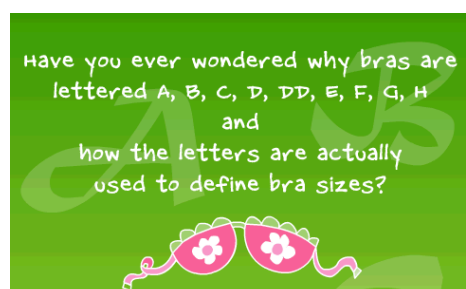 Have you ever wondered why bras are
lettered A, B, C, D, DD, E, F, G, H
and
how the letters are actually
used to define bra sizes?
A
B